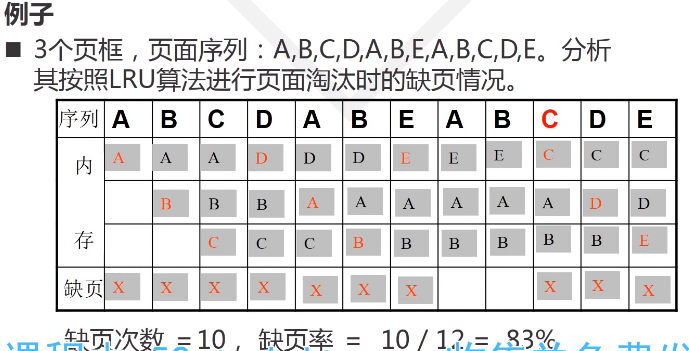 例子
■ 3个页框，页面序列：A,B,C,D,A,B,E,A,B,C,D,E。分析
其按照LRU算法进行页面淘汰时的缺页情况。
序列 A B C D A B E A B C D E
内 A A A D D D E E E C C C
B B B A A A A A A D D
存 C C C B B B B B B E
缺页 X X X X X X X X X X
缺页次数 =10，缺页率 = 10 / 12 = 83%